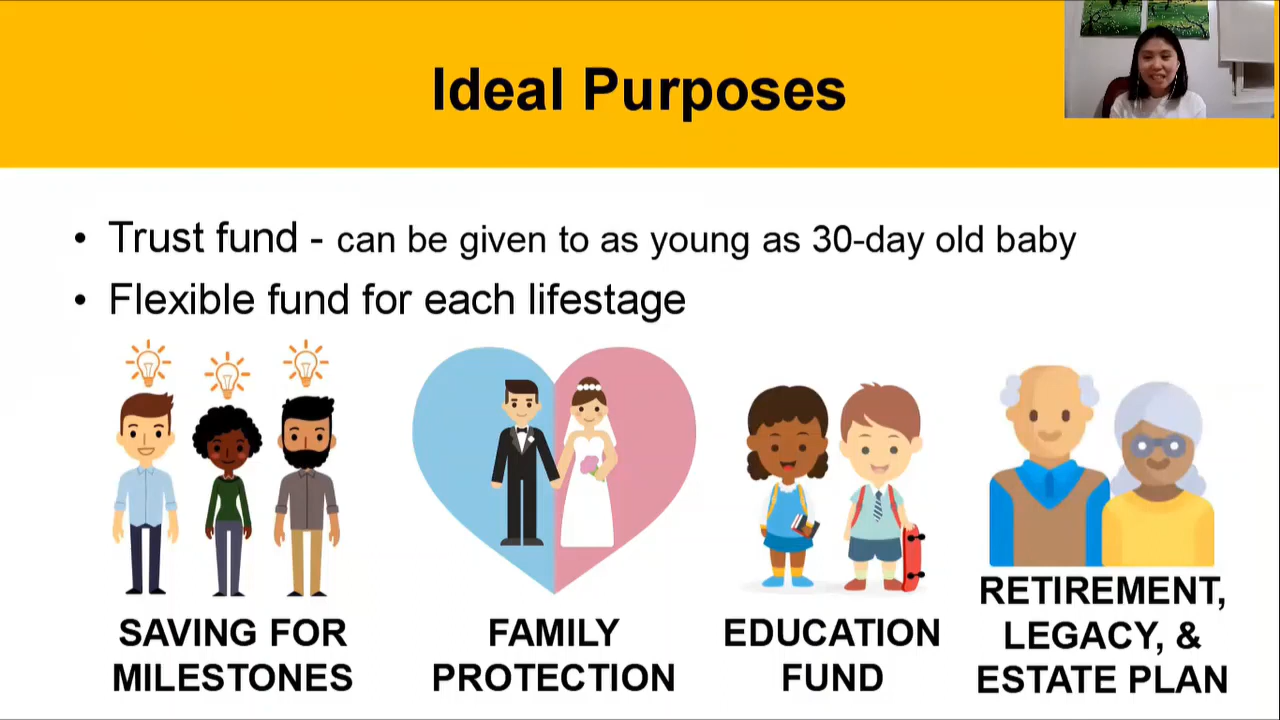 Ideal Purposes
• Trust fund - can be given to as young as 30-day old baby
• Flexible fund for each lifestage
SAVING FOR
MILESTONES
FAMILY
PROTECTION
EDUCATION
FUND
RETIREMENT,
LEGACY, &
ESTATE PLAN